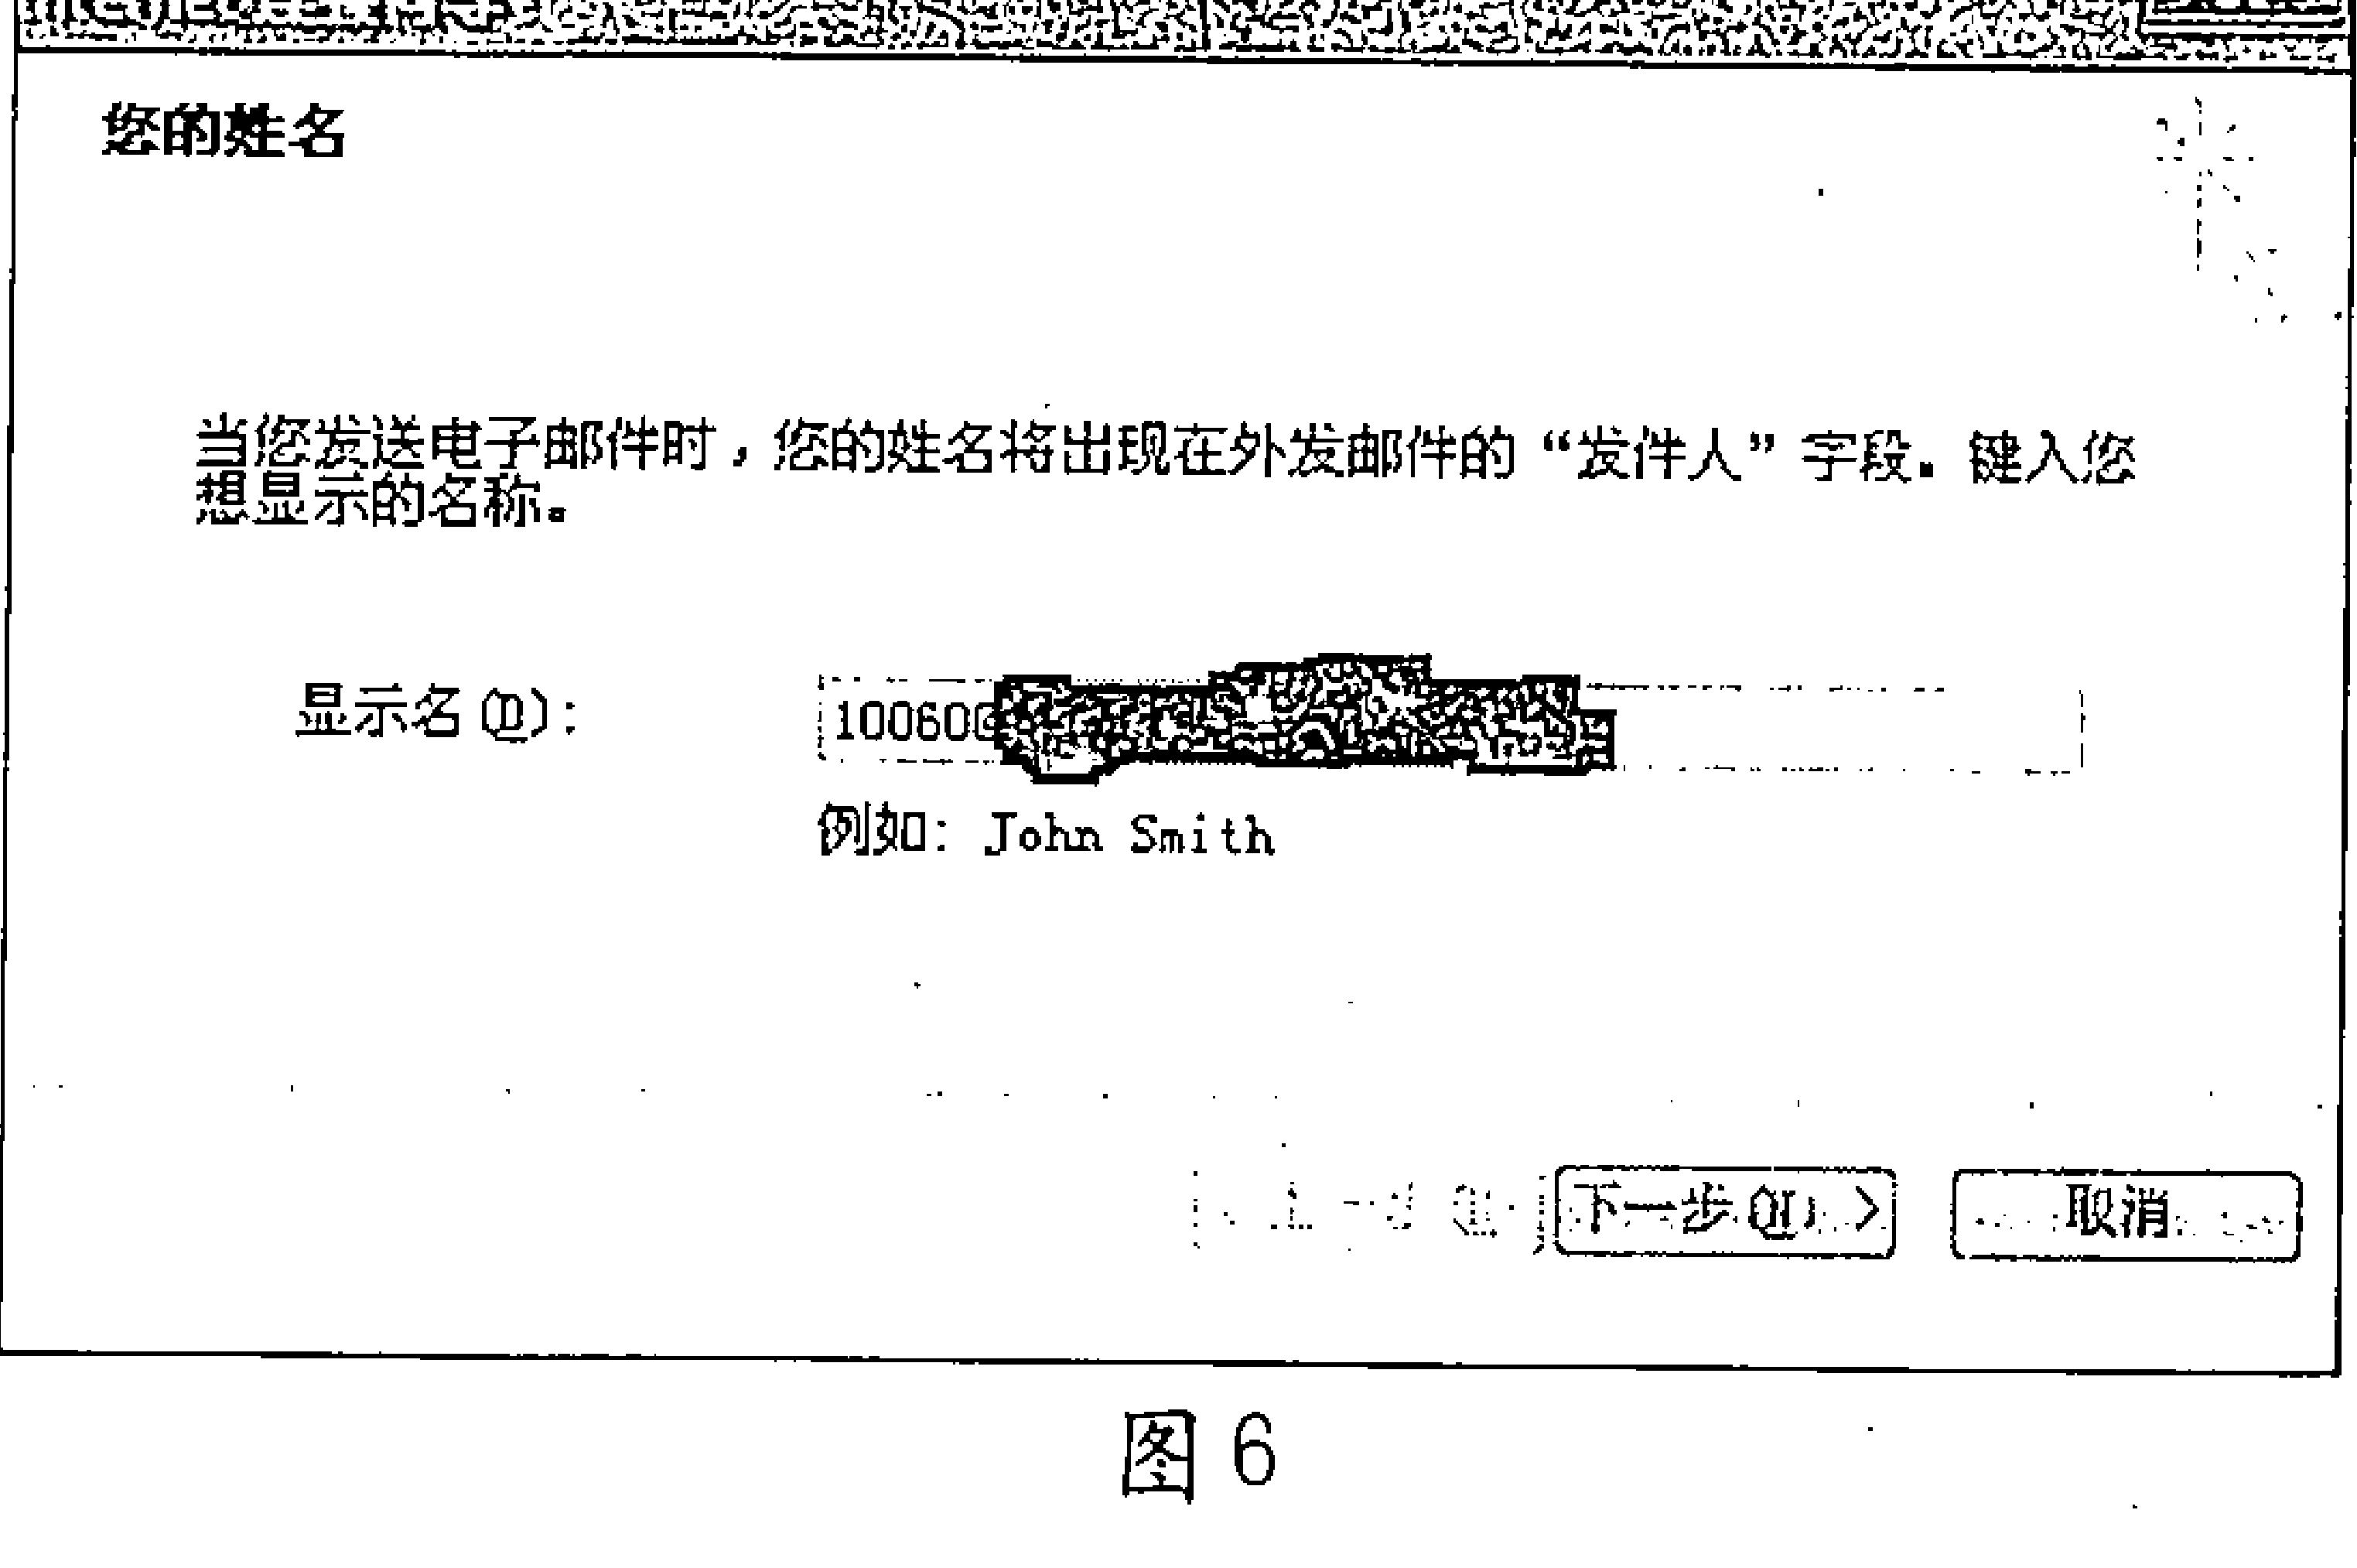 您的姓名
当您发送电子邮件时，您的姓名将出现在外发邮件的“发件人”字段。键入您
想显示的名称。
显示名(D)：
10060
例如：John Smith
下一步(N) >
取消
图 6